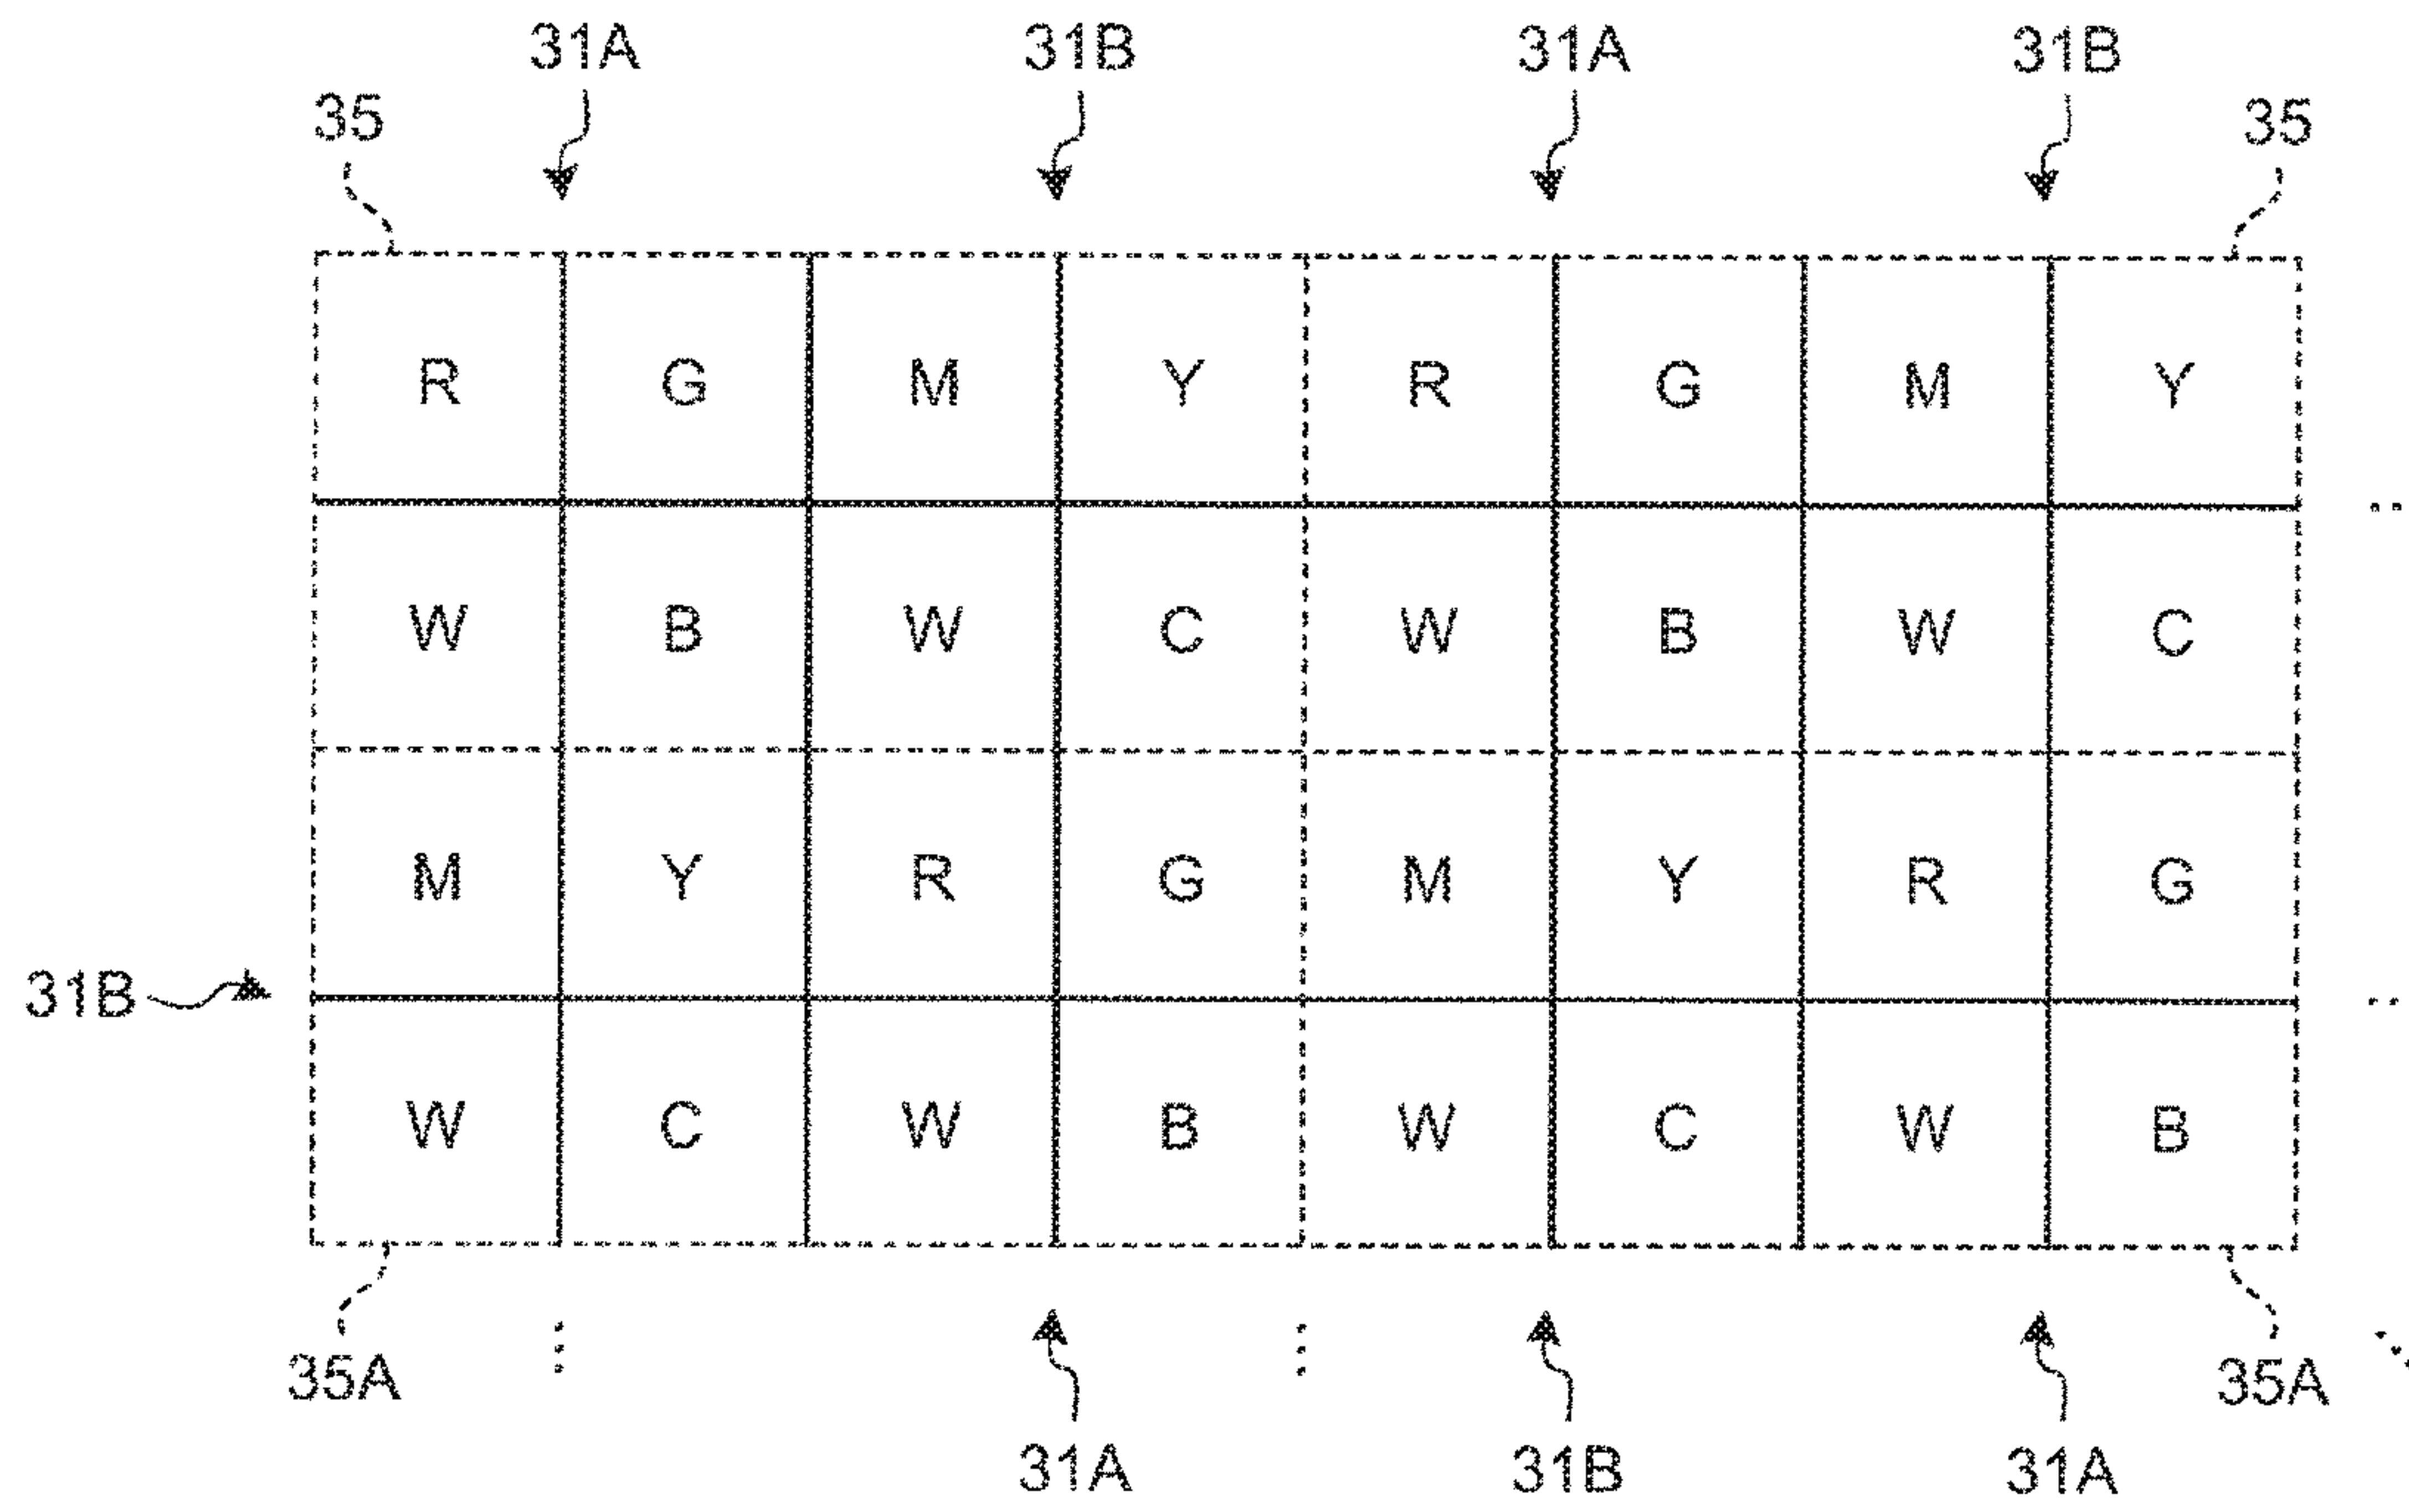 31A 31B 31A 31B
35 35
R G M Y R G M Y
W B W C W B W C
M Y R G M Y R G
31B
W C W B W C W B
35A 35A
31A 31B 31A